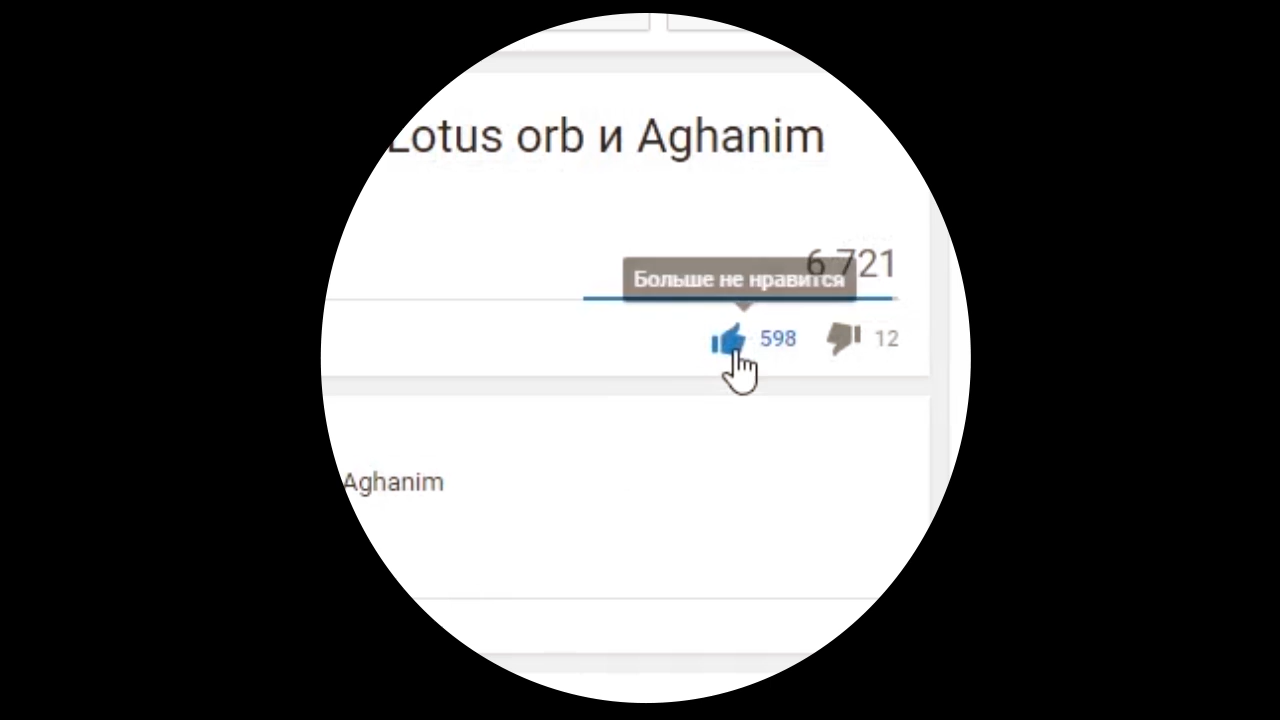 Lotus orb и Aghanim
6 721
Больше не нравится
598 12
Aghanim